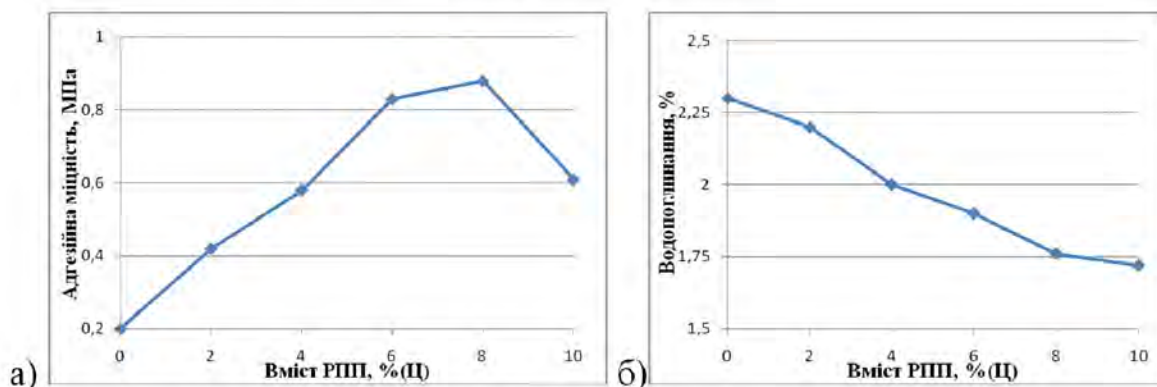 Адгезійна міцність, МПа
1
0,8
0,6
0,4
0,2
0 2 4 6 8 10
Вміст РПП, %(Ц)
а)
Водопоглинання, %
2,5
2,25
2
1,75
1,5
0 2 4 6 8 10
Вміст РПП, %(Ц)
б)